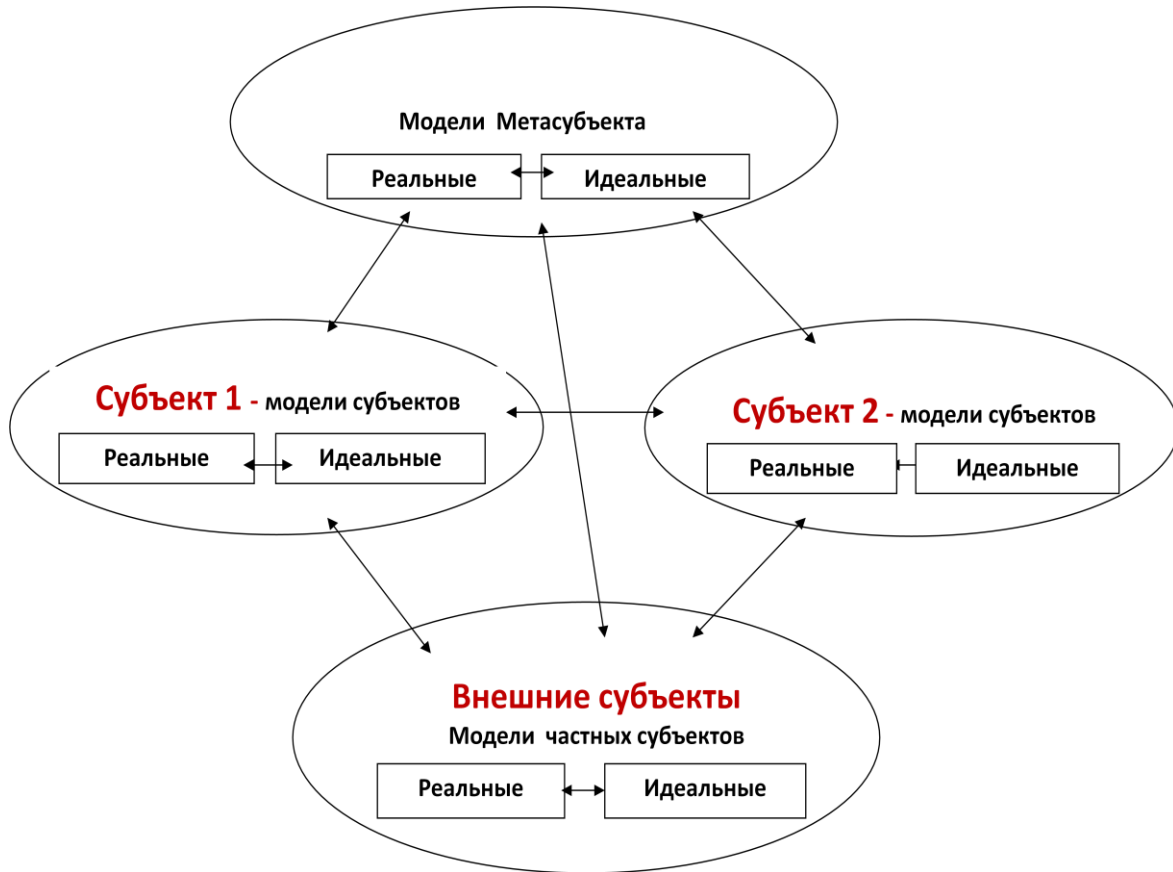 Модели Метасубъекта
Реальные Идеальные
Субъект 1 - модели субъектов
Реальные Идеальные
Субъект 2 - модели субъектов
Реальные Идеальные
Внешние субъекты
Модели частных субъектов
Реальные Идеальные